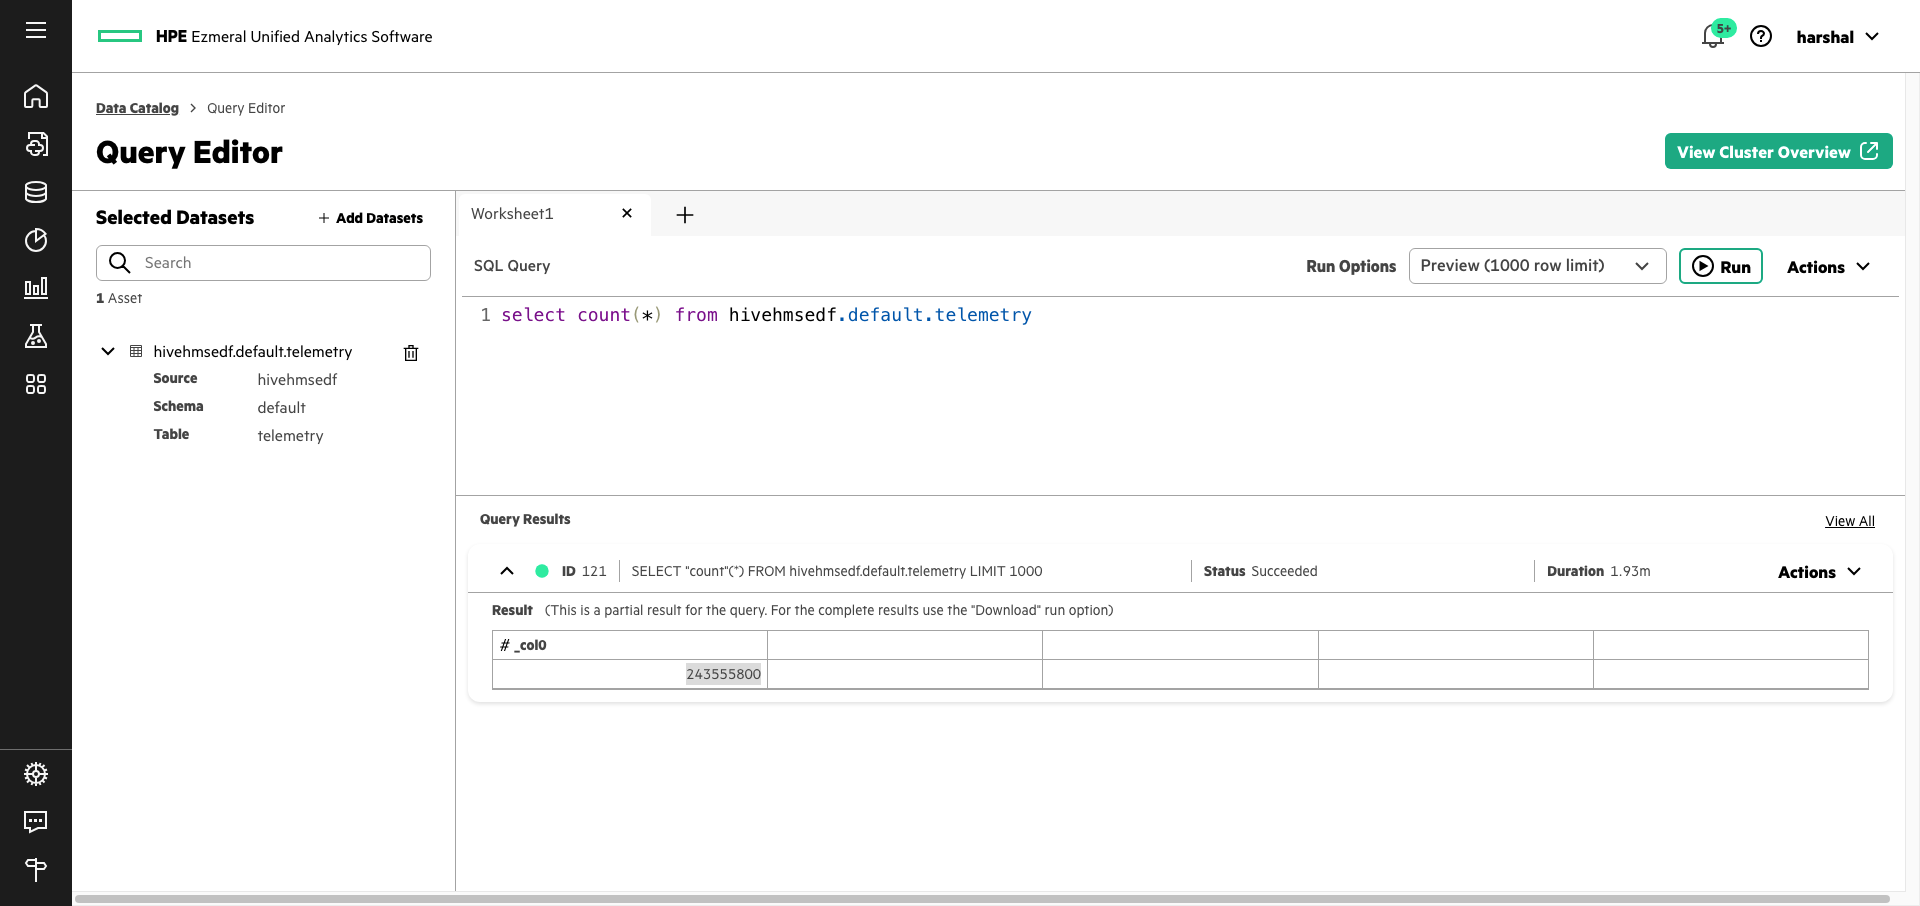 HPE Ezmeral Unified Analytics Software
5+
harshal
Data Catalog > Query Editor
Query Editor
View Cluster Overview
Selected Datasets
+ Add Datasets
Search
1 Asset
hivehmsedf.default.telemetry
Source hivehmsedf
Schema default
Table telemetry
Worksheet1
SQL Query
Run Options
Preview (1000 row limit)
Run
Actions
1 select count(*) from hivehmsedf.default.telemetry
Query Results
View All
ID 121
SELECT "count"(*) FROM hivehmsedf.default.telemetry LIMIT 1000
Status Succeeded
Duration 1.93m
Actions
Result (This is a partial result for the query. For the complete results use the "Download" run option)
# _col0
243555800